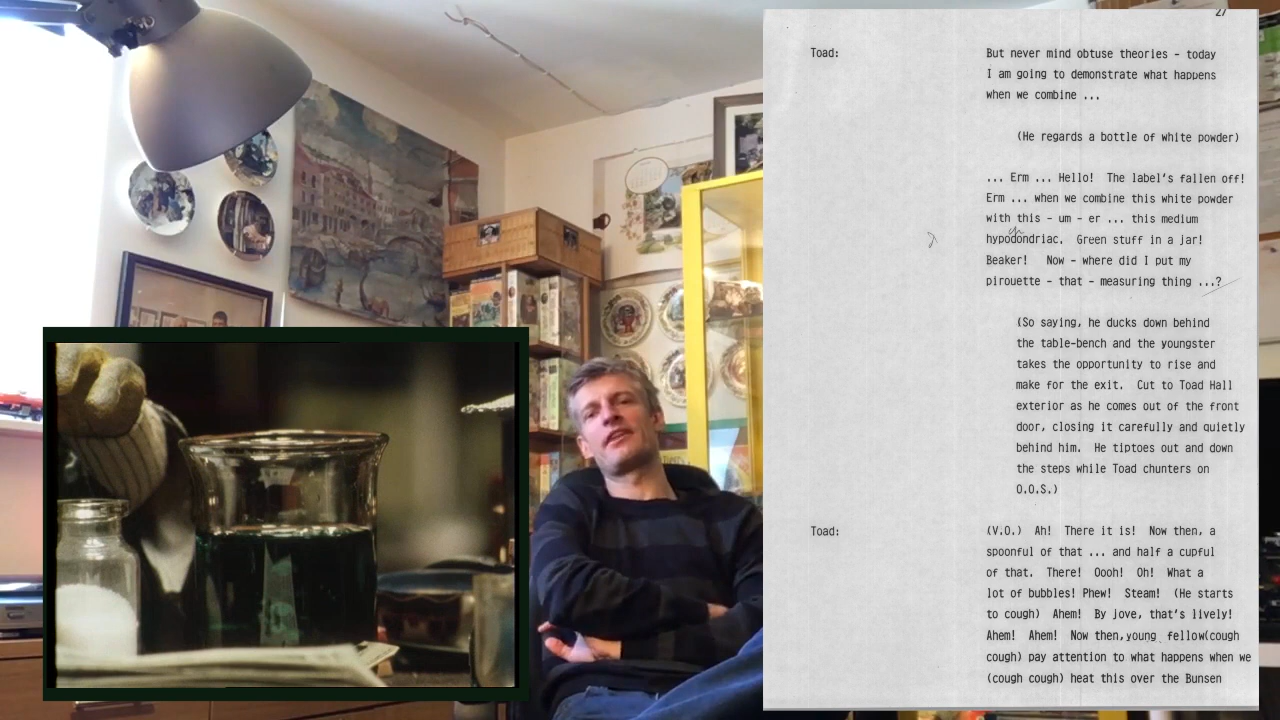 27
Toad:
But never mind obtuse theories - today
I am going to demonstrate what happens
when we combine ...
(He regards a bottle of white powder)
... Erm ... Hello! The label's fallen off!
Erm ... when we combine this white powder
with this - um - er ... this medium
hypodondriac. Green stuff in a jar!
Beaker! Now - where did I put my
pirouette - that - measuring thing ...?
(So saying, he ducks down behind
the table-bench and the youngster
takes the opportunity to rise and
make for the exit. Cut to Toad Hall
exterior as he comes out of the front
door, closing it carefully and quietly
behind him. He tiptoes out and down
the steps while Toad chunters on
O.O.S.)
Toad:
(V.O.) Ah! There it is! Now then, a
spoonful of that ... and half a cupful
of that. There! Oooh! Oh! What a
lot of bubbles! Phew! Steam! (He starts
to cough) Ahem! By jove, that's lively!
Ahem! Ahem! Now then,young fellow(cough
cough) pay attention to what happens when we
(cough cough) heat this over the Bunsen